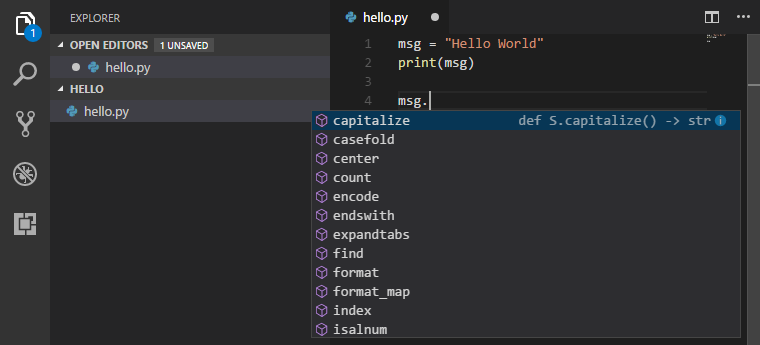 EXPLORER
OPEN EDITORS 1 UNSAVED
hello.py
HELLO
hello.py
1
hello.py
1 msg = "Hello World"
2 print(msg)
3
4 msg.
capitalize def S.capitalize() -> str
casefold
center
count
encode
endswith
expandtabs
find
format
format_map
index
isalnum